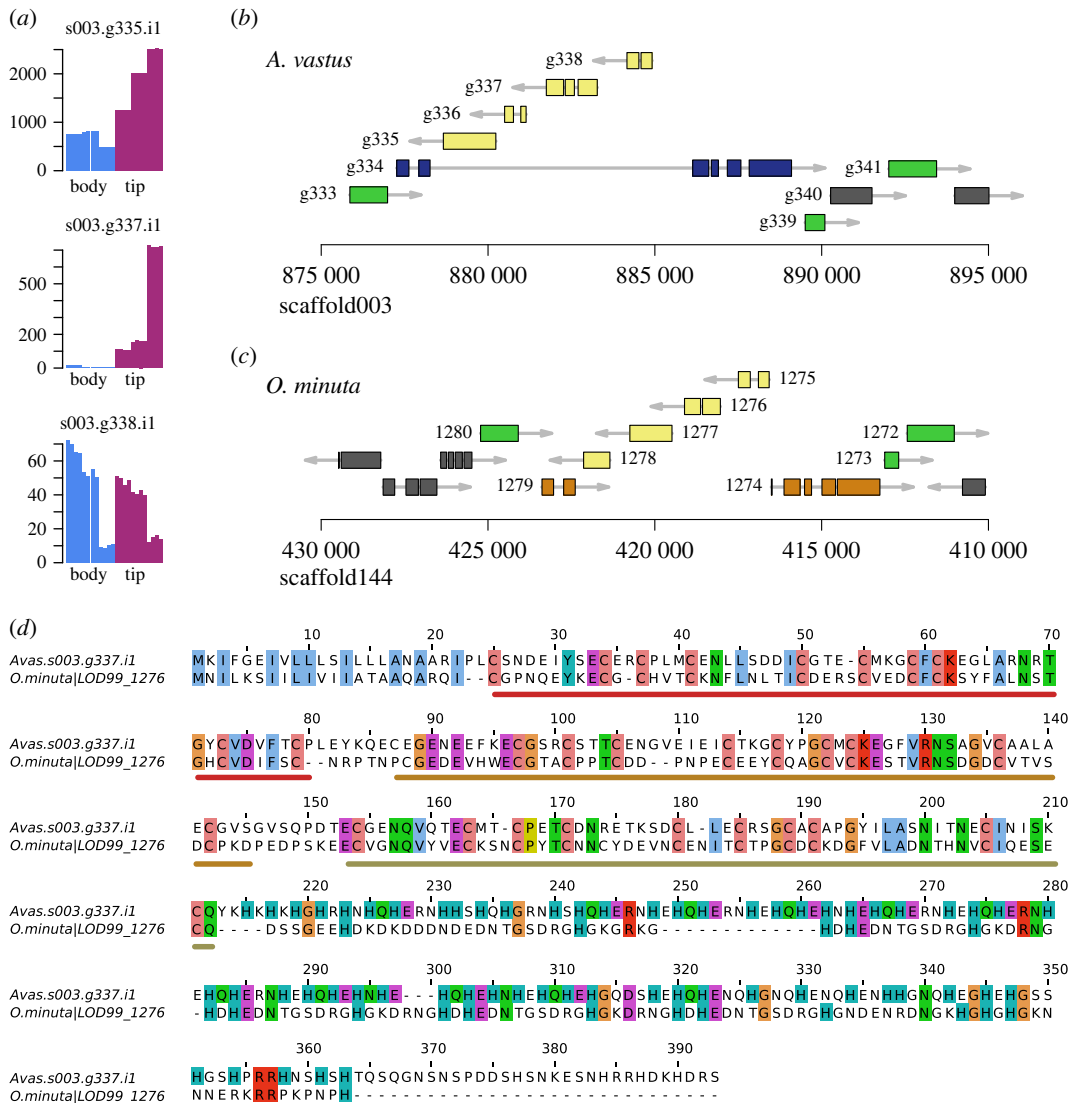 (a)
s003.g335.i1
2000
1000
0
body tip
s003.g337.i1
500
200
0
body tip
s003.g338.i1
60
40
20
0
body tip
(b)
A. vastus
g338
g337
g336
g335
g334
g341
g333
g340
g339
875 000 880 000 885 000 890 000 895 000
scaffold003
(c)
O. minuta
1275
1276
1280
1277
1272
1278
1273
1279
1274
430 000 425 000 420 000 415 000 410 000
scaffold144
(d)
10 20 30 40 50 60 70
Avas.s003.g337.i1 MKIFGEIVLLLSILLLANAARIPLCSNDEIYSECERCPLMCENLLSDDICGTE-CMKGCFCKEGLARNRT
O.minuta|LOD99_1276 MNILKSIILIVIIATAAQARQI--CGPNQEYKECG-CHVTCKNFLNLTICDERSCVEDCFCKSYFALNST
80 90 100 110 120 130 140
Avas.s003.g337.i1 GYCVDVFTCPLEYKQECEGENEEFKECGSRCSTTCENGVEIEICTKGCYPGCMCKEGFVRNSAGVCAALA
O.minuta|LOD99_1276 GHCVDIFSC--NRPTNPCGEDEVHWECGTACPPTCDD--PNPECEEYCQAGCVCKESTVRNSDGDCVTVS
150 160 170 180 190 200 210
Avas.s003.g337.i1 ECGVSGVSQPDTECGENQVQTECMT-CPETCDNRETKSDCL-LECRSGCACAPGYILASNITNECINISK
O.minuta|LOD99_1276 DCPKDPEDPSKEECVGNQVYVECKSNCPYTCNNCYDEVNCENITCTPGCDCKDGFVLADNTHNVCIQESE
220 230 240 250 260 270 280
Avas.s003.g337.i1 CQYKHKHKHGHRHNHQHERNHHSHQHGRNHSHQHERNHEHQHERNHEHQHEHNHEHQHERNHEHQHERNH
O.minuta|LOD99_1276 CQ----DSSGEEHDKDKDDDNDEDNTGSDRGHGKGRKG-------------HDHEDNTGSDRGHGKDRNG
290 300 310 320 330 340 350
Avas.s003.g337.i1 EHQHERNHEHQHEHNHE---HQHEHNHEHQHEHGQDSHEHQHENQHGNQHENQHENHHGNQHEGHEHGSS
O.minuta|LOD99_1276 -HDHEDNTGSDRGHGKDRNGHDHEDNTGSDRGHGKDRNGHDHEDNTGSDRGHGNDENRDNGKHGHGHGKN
360 370 380 390
Avas.s003.g337.i1 HGSHPRRHNSHSHTQSQGNSNSPDDSHSNKESNHRRHDKHDRS
O.minuta|LOD99_1276 NNERKRRPKPNPH------------------------------